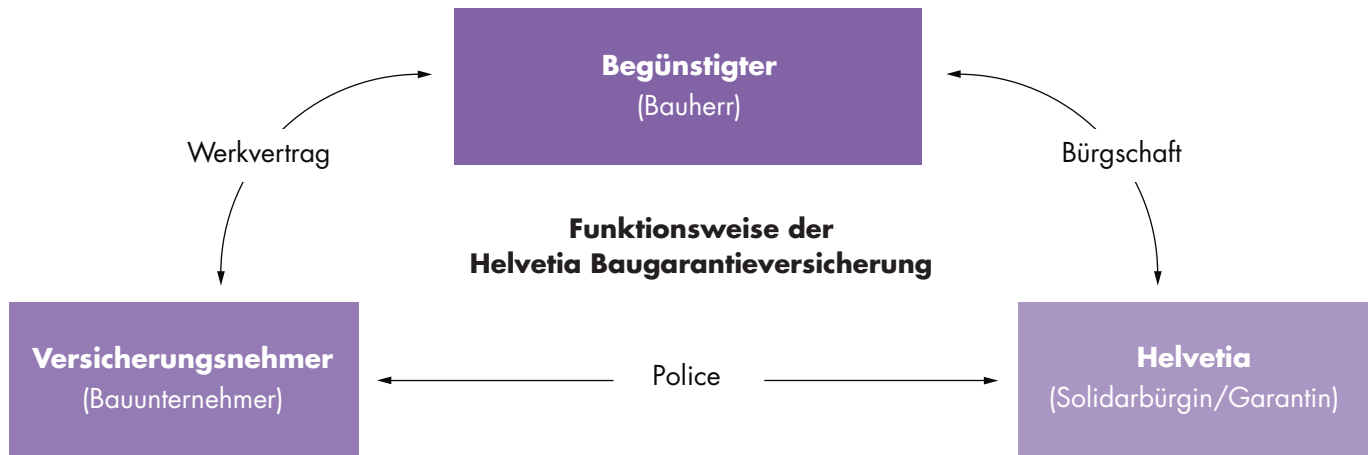 Begünstigter
(Bauherr)
Werkvertrag
Bürgschaft
Funktionsweise der
Helvetia Baugarantieversicherung
Versicherungsnehmer
(Bauunternehmer)
Police
Helvetia
(Solidarbürgin/Garantin)